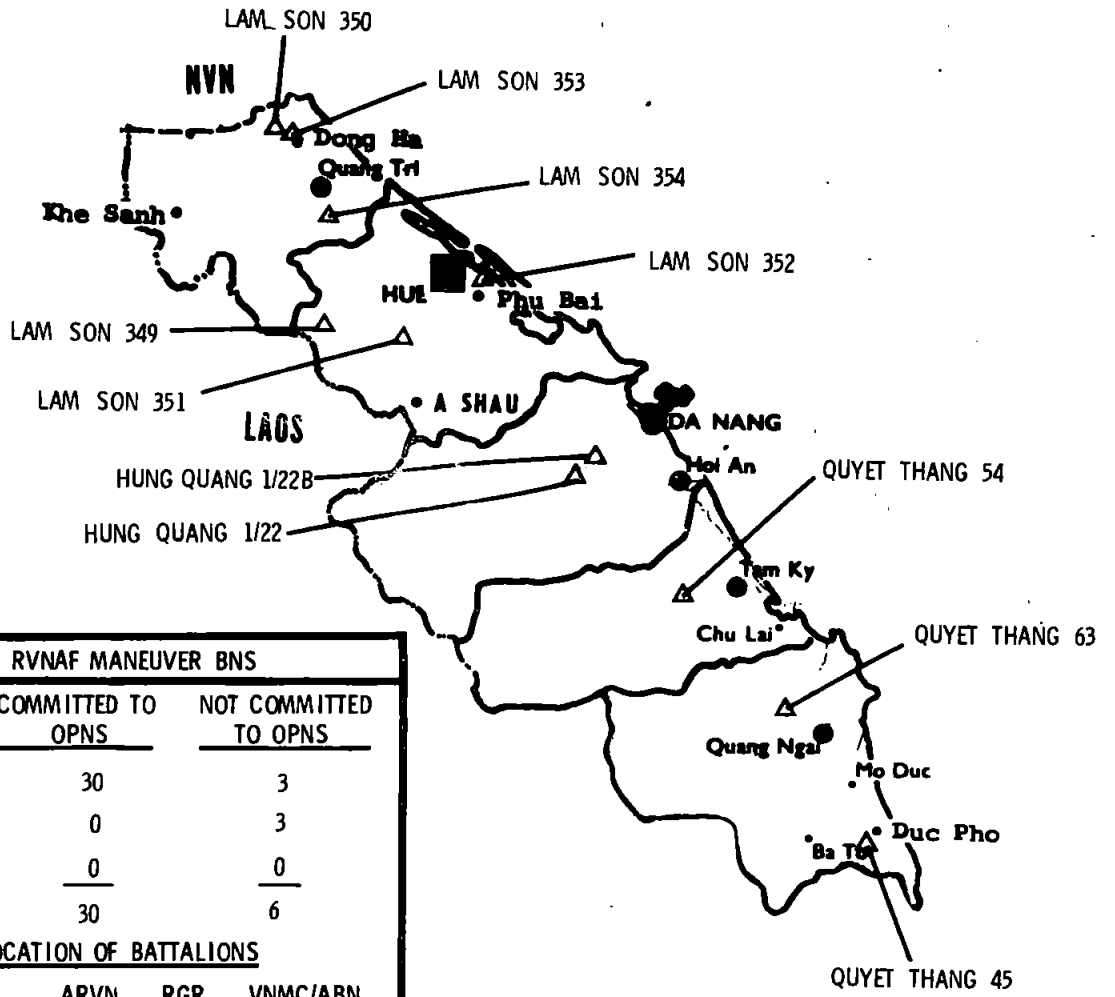 LAM SON 350
NVN
LAM SON 353
Dong Ha
Quang Tri
LAM SON 354
Khe Sanh
LAM SON 352
HUE
Phu Bai
LAM SON 349
LAM SON 351
A SHAU
LAOS
DA NANG
HUNG QUANG 1/22B
Hoi An
QUYET THANG 54
HUNG QUANG 1/22
Tam Ky
Chu Lai
QUYET THANG 63
Quang Ngai
Mo Duc
Duc Pho
Ba To
QUYET THANG 45
RVNAF MANEUVER BNS
COMMITTED TO OPNS
NOT COMMITTED TO OPNS
30 3
0 3
0 0
30 6
LOCATION OF BATTALIONS
ARVN RGR VNMC/ABN